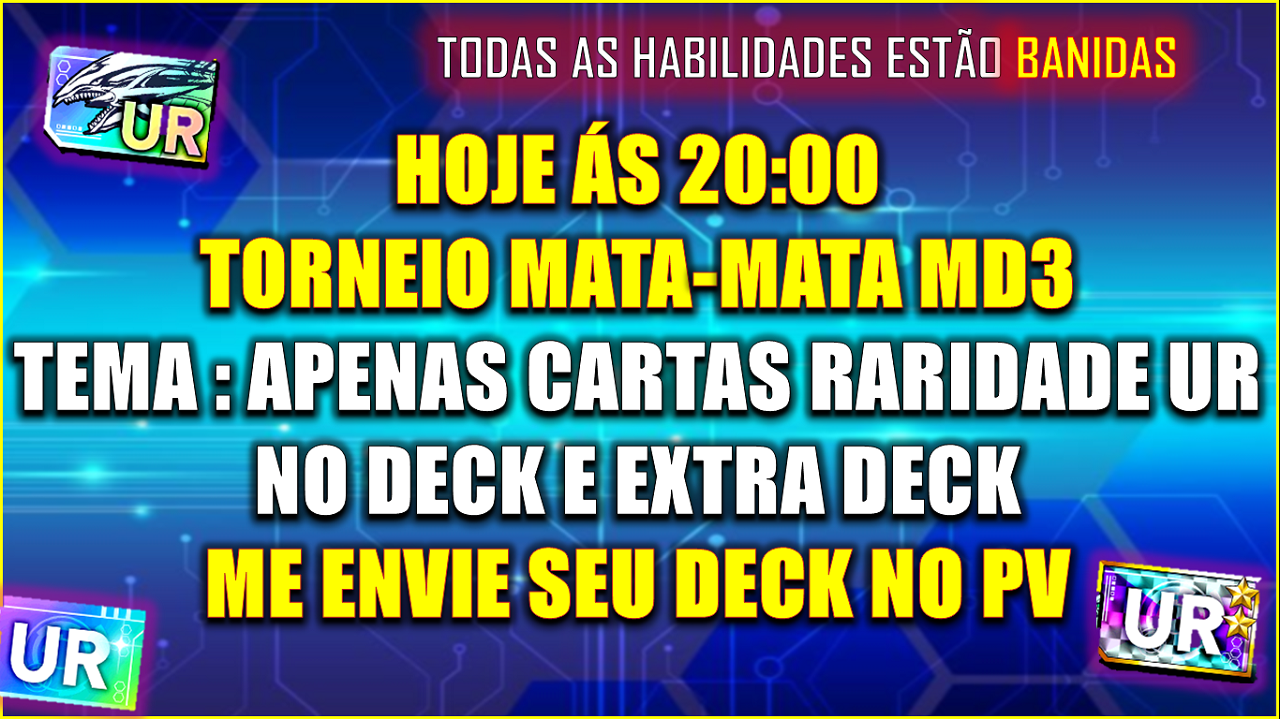 TODAS AS HABILIDADES ESTÃO BANIDAS
UR
HOJE ÁS 20:00
TORNEIO MATA-MATA MD3
TEMA : APENAS CARTAS RARIDADE UR
NO DECK E EXTRA DECK
ME ENVIE SEU DECK NO PV
UR
UR